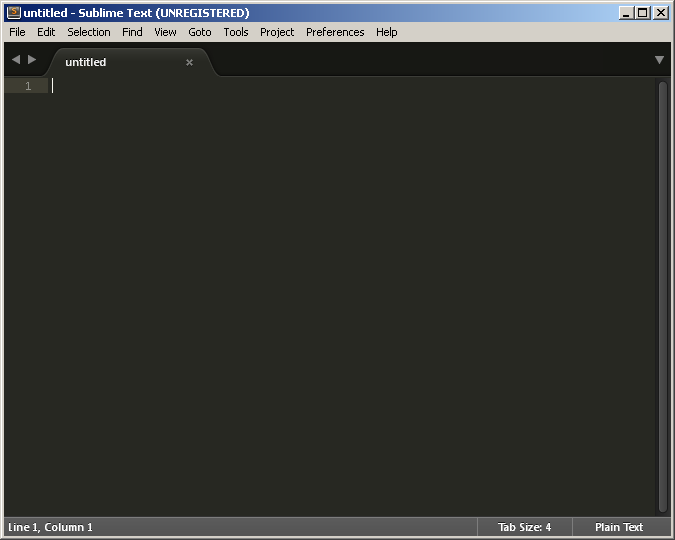 untitled - Sublime Text (UNREGISTERED)
File Edit Selection Find View Goto Tools Project Preferences Help
untitled
1
Line 1, Column 1 Tab Size: 4 Plain Text